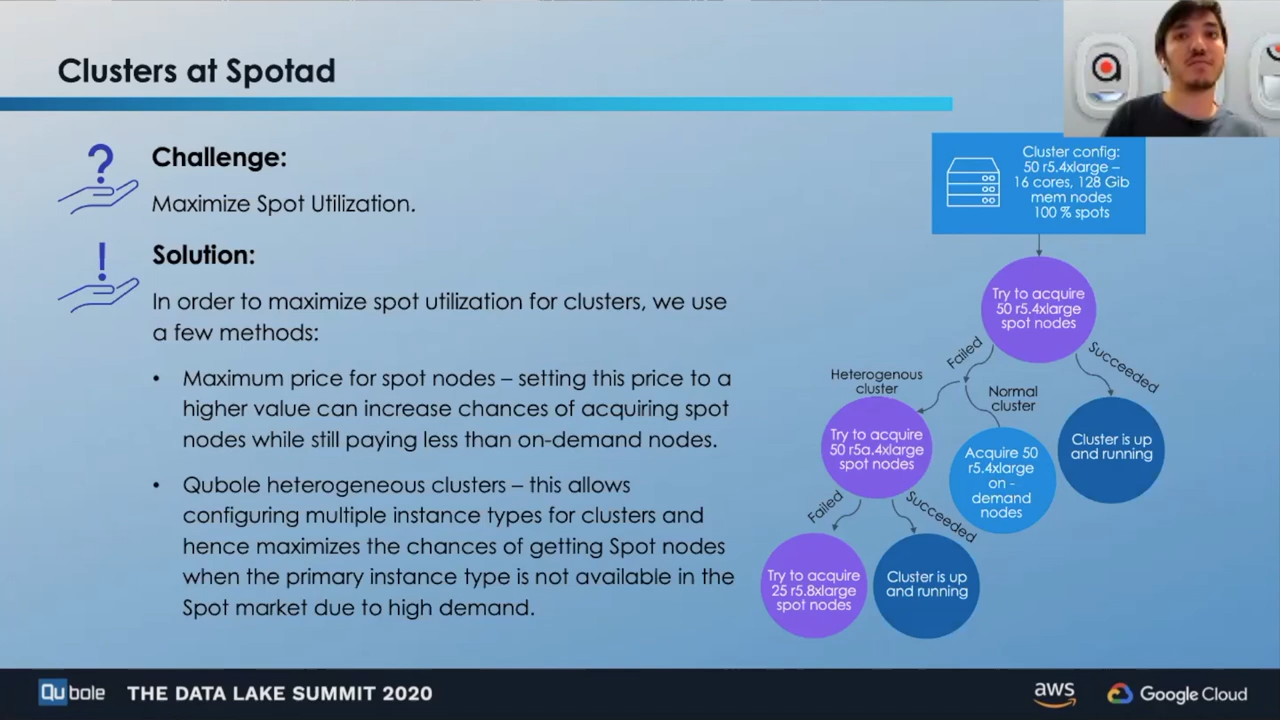 Clusters at Spotad
?
Challenge:
Maximize Spot Utilization.
!
Solution:
In order to maximize spot utilization for clusters, we use
a few methods:
• Maximum price for spot nodes – setting this price to a
higher value can increase chances of acquiring spot
nodes while still paying less than on-demand nodes.
• Qubole heterogeneous clusters – this allows
configuring multiple instance types for clusters and
hence maximizes the chances of getting Spot nodes
when the primary instance type is not available in the
Spot market due to high demand.
Cluster config:
50 r5.4xlarge –
16 cores, 128 Gib
mem nodes
100 % spots
Try to acquire
50 r5.4xlarge
spot nodes
Failed
Succeeded
Heterogenous
cluster
Normal
cluster
Try to acquire
50 r5a.4xlarge
spot nodes
Acquire 50
r5.4xlarge
on -
demand
nodes
Cluster is up
and running
Failed
Succeeded
Try to acquire
25 r5.8xlarge
spot nodes
Cluster is up
and running
Qubole
THE DATA LAKE SUMMIT 2020
aws
Google Cloud